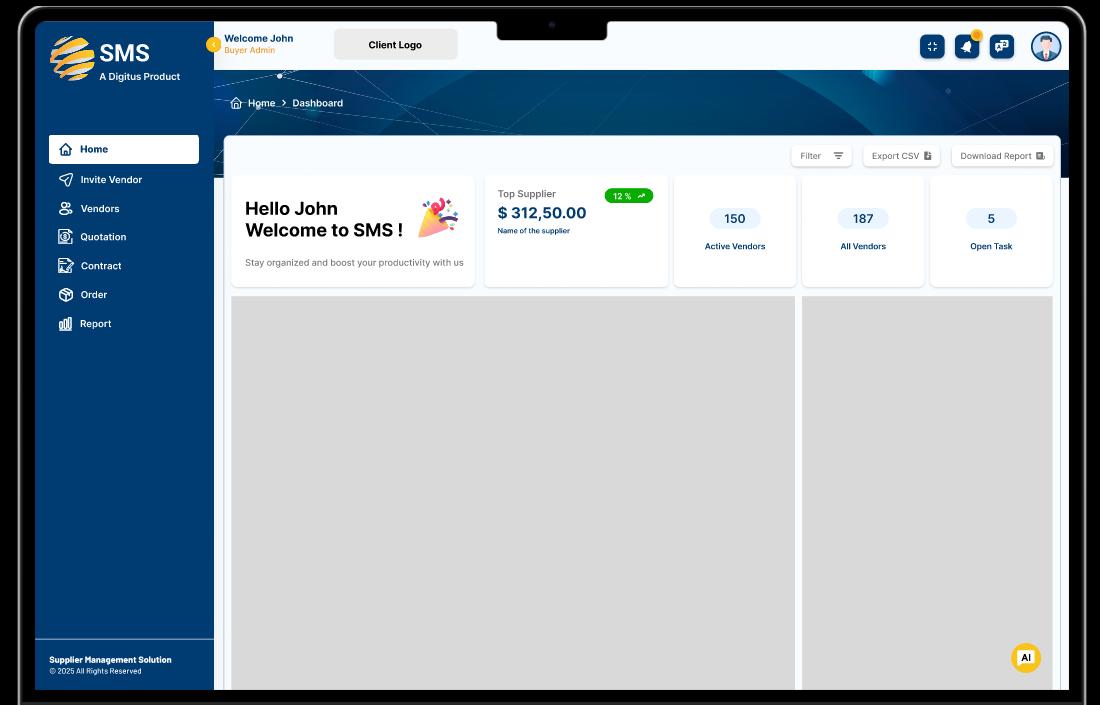 SMS
A Digitus Product
Welcome John
Buyer Admin
Client Logo
Home > Dashboard
Home
Invite Vendor
Vendors
Quotation
Contract
Order
Report
Filter
Export CSV
Download Report
Hello John
Welcome to SMS !
Stay organized and boost your productivity with us
Top Supplier
12 %
$ 312,50.00
Name of the supplier
150
Active Vendors
187
All Vendors
5
Open Task
AI
Supplier Management Solution
© 2025 All Rights Reserved